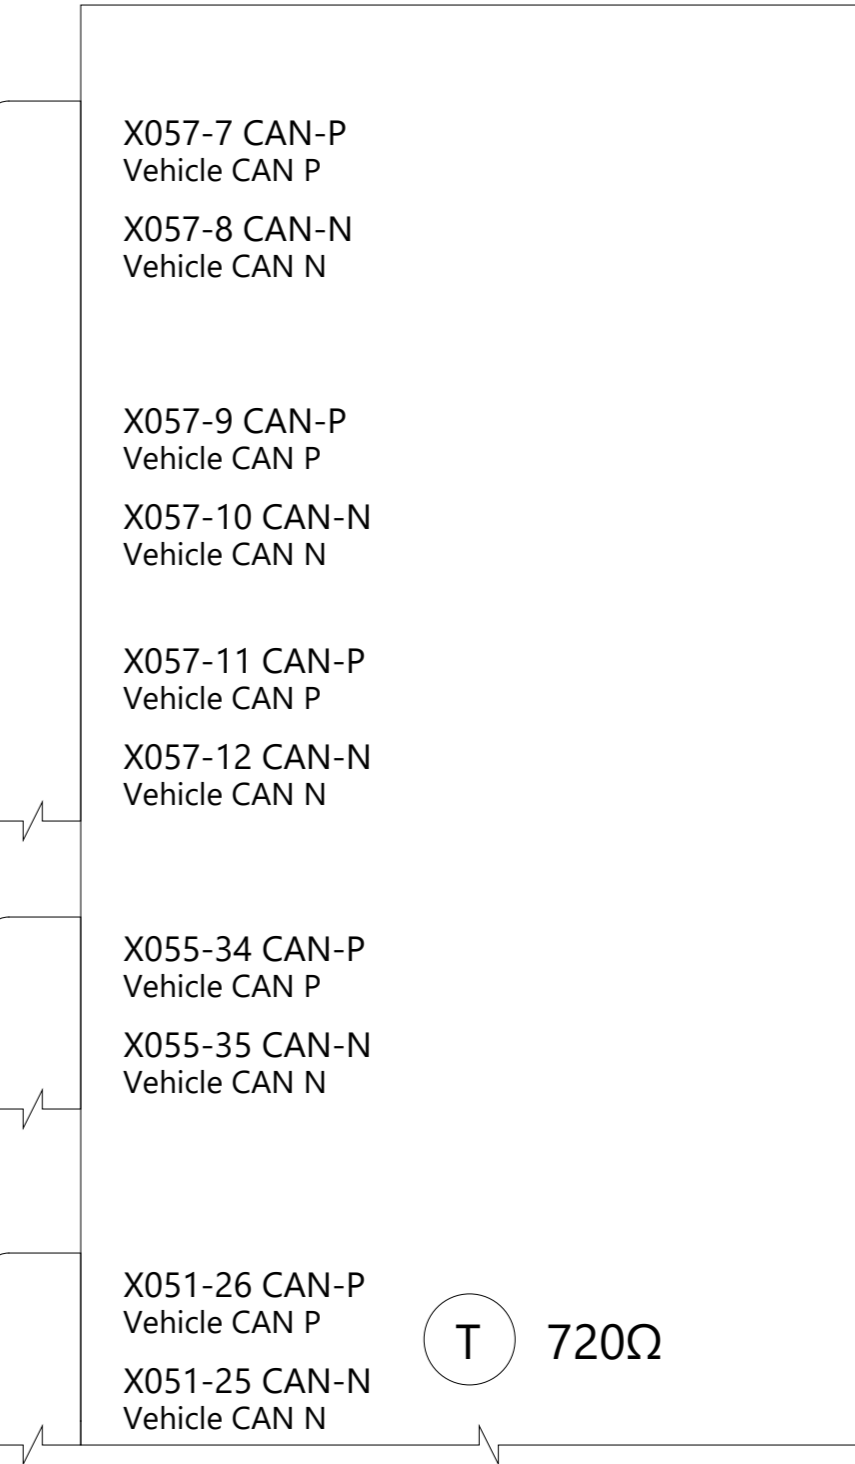 X057-7 CAN-P
Vehicle CAN P
X057-8 CAN-N
Vehicle CAN N
X057-9 CAN-P
Vehicle CAN P
X057-10 CAN-N
Vehicle CAN N
X057-11 CAN-P
Vehicle CAN P
X057-12 CAN-N
Vehicle CAN N
X055-34 CAN-P
Vehicle CAN P
X055-35 CAN-N
Vehicle CAN N
X051-26 CAN-P
Vehicle CAN P
T 720Ω
X051-25 CAN-N
Vehicle CAN N